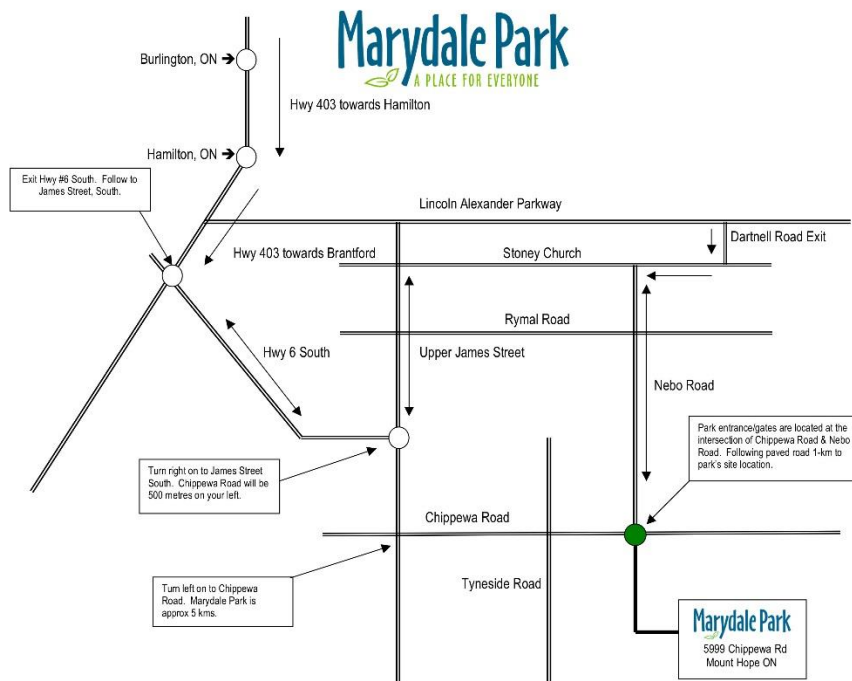 Marydale Park
A PLACE FOR EVERYONE
Burlington, ON →
Hwy 403 towards Hamilton
Hamilton, ON →
Exit Hwy #6 South. Follow to
James Street, South.
Lincoln Alexander Parkway
Dartnell Road Exit
Hwy 403 towards Brantford
Stoney Church
Rymal Road
Hwy 6 South
Upper James Street
Nebo Road
Park entrance/gates are located at the
intersection of Chippewa Road & Nebo
Road. Following paved road 1-km to
park's site location.
Turn right on to James Street
South. Chippewa Road will be
500 metres on your left.
Chippewa Road
Turn left on to Chippewa
Road. Marydale Park is
approx 5 kms.
Tyneside Road
Marydale Park
5999 Chippewa Rd
Mount Hope ON